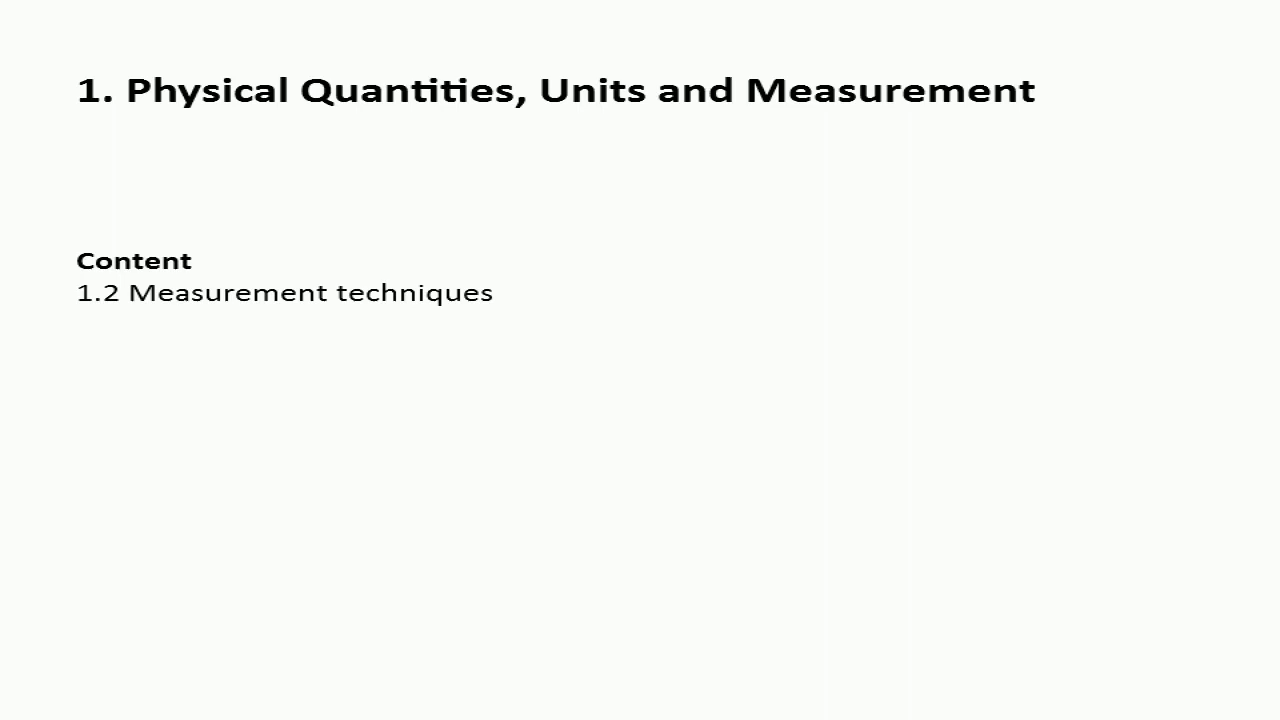 1. Physical Quantities, Units and Measurement
Content
1.2 Measurement techniques